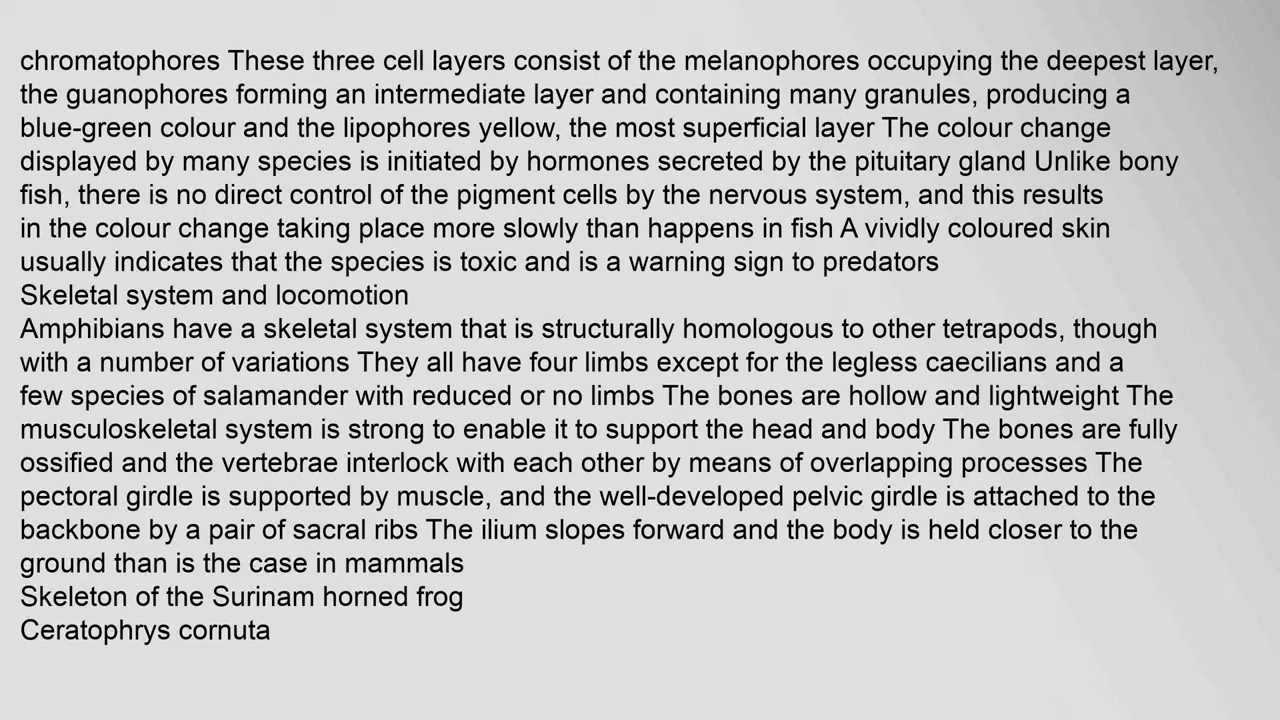 chromatophores These three cell layers consist of the melanophores occupying the deepest layer,
the guanophores forming an intermediate layer and containing many granules, producing a
blue-green colour and the lipophores yellow, the most superficial layer The colour change
displayed by many species is initiated by hormones secreted by the pituitary gland Unlike bony
fish, there is no direct control of the pigment cells by the nervous system, and this results
in the colour change taking place more slowly than happens in fish A vividly coloured skin
usually indicates that the species is toxic and is a warning sign to predators
Skeletal system and locomotion
Amphibians have a skeletal system that is structurally homologous to other tetrapods, though
with a number of variations They all have four limbs except for the legless caecilians and a
few species of salamander with reduced or no limbs The bones are hollow and lightweight The
musculoskeletal system is strong to enable it to support the head and body The bones are fully
ossified and the vertebrae interlock with each other by means of overlapping processes The
pectoral girdle is supported by muscle, and the well-developed pelvic girdle is attached to the
backbone by a pair of sacral ribs The ilium slopes forward and the body is held closer to the
ground than is the case in mammals
Skeleton of the Surinam horned frog
Ceratophrys cornuta